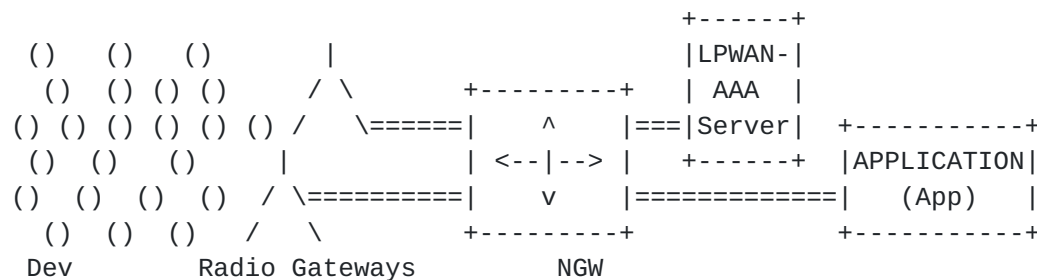 +------+
 ()   ()   ()        |                     |LPWAN-|
  ()  () () ()      / \       +---------+  | AAA  |
() () () () () () /   \======|    ^    |===|Server|  +-----------+
 ()  ()   ()     |           | <--|--> |   +------+  |APPLICATION|
()  ()  ()  ()  / \==========|    v    |=============|   (App)   |
  ()  ()  ()   /   \         +---------+             +-----------+
 Dev        Radio Gateways         NGW